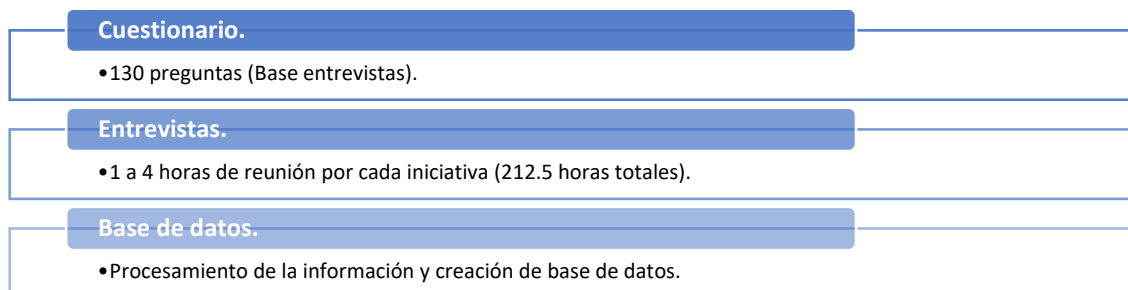 Cuestionario.
•130 preguntas (Base entrevistas).
Entrevistas.
•1 a 4 horas de reunión por cada iniciativa (212.5 horas totales).
Base de datos.
•Procesamiento de la información y creación de base de datos.